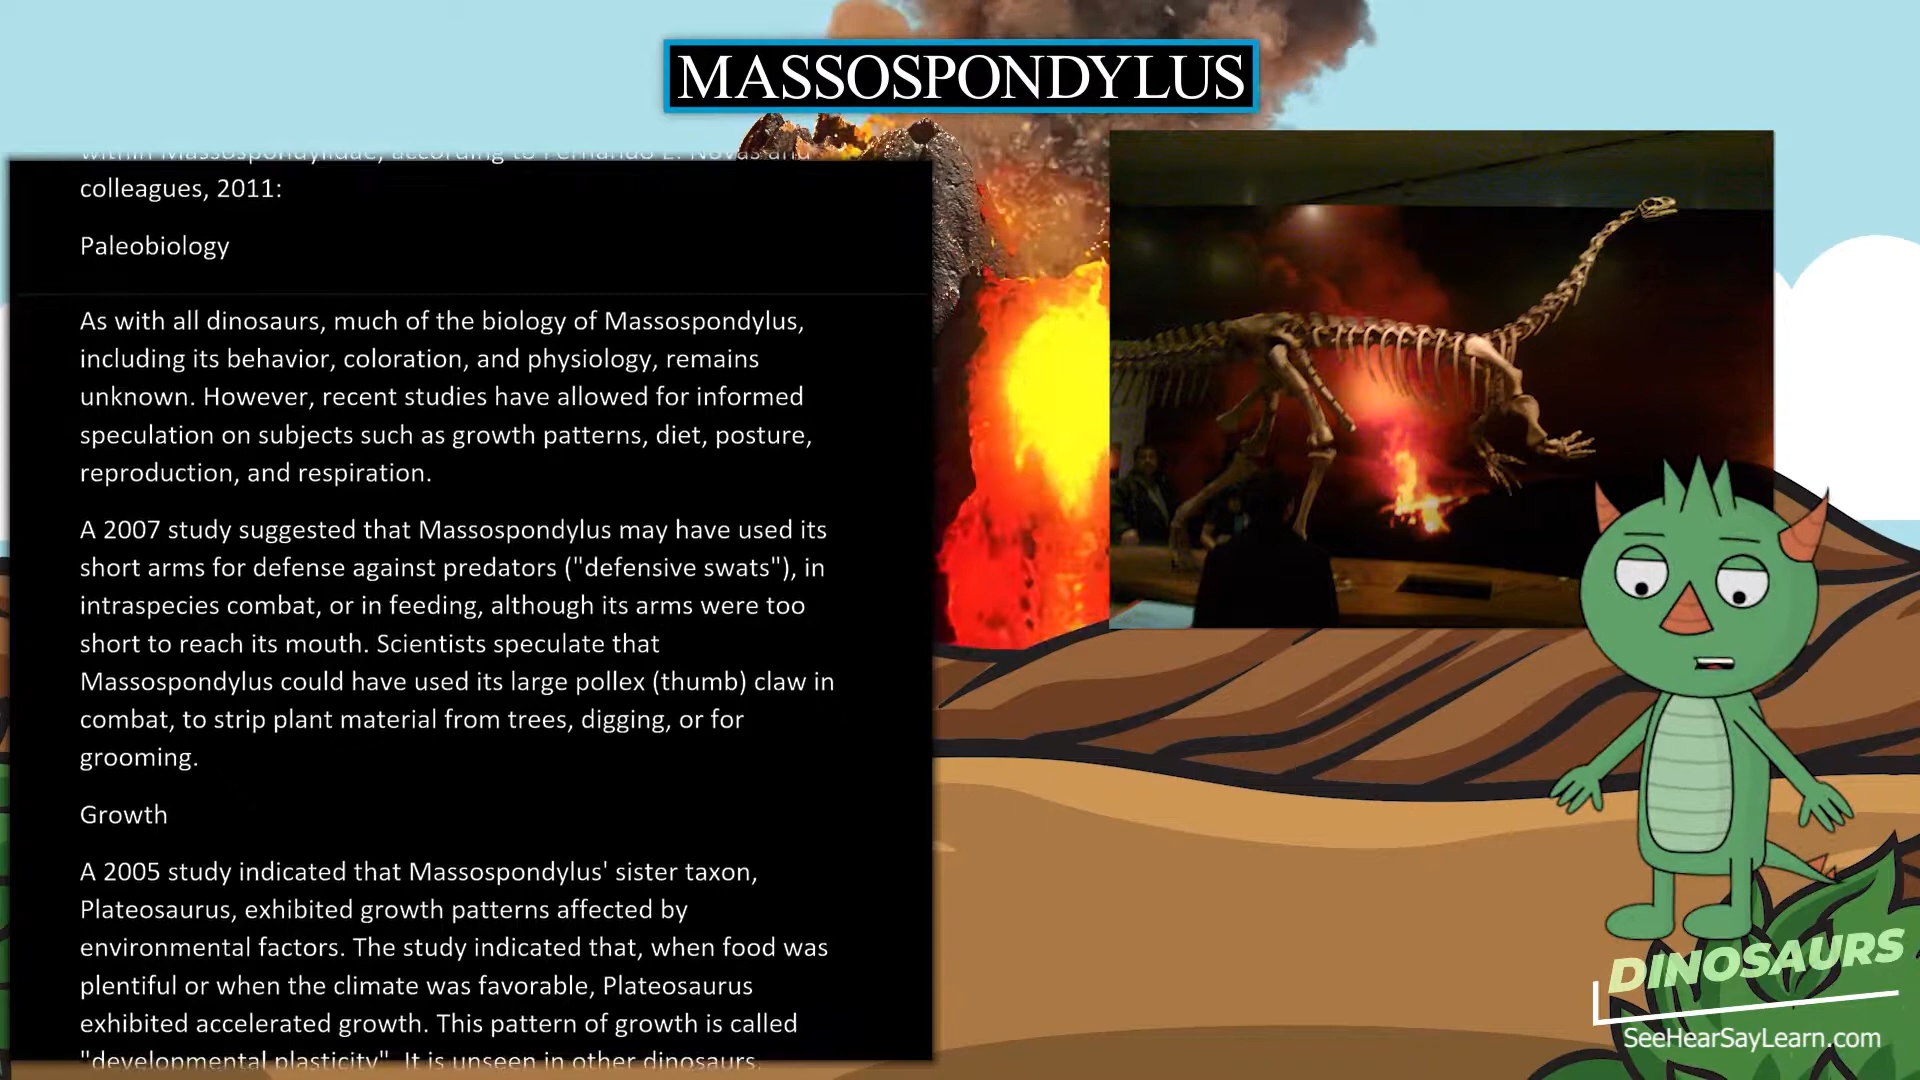 MASSOSPONDYLUS
within Massospondylidae, according to Fernando E. Novas and
colleagues, 2011:
Paleobiology
As with all dinosaurs, much of the biology of Massospondylus,
including its behavior, coloration, and physiology, remains
unknown. However, recent studies have allowed for informed
speculation on subjects such as growth patterns, diet, posture,
reproduction, and respiration.
A 2007 study suggested that Massospondylus may have used its
short arms for defense against predators ("defensive swats"), in
intraspecies combat, or in feeding, although its arms were too
short to reach its mouth. Scientists speculate that
Massospondylus could have used its large pollex (thumb) claw in
combat, to strip plant material from trees, digging, or for
grooming.
Growth
A 2005 study indicated that Massospondylus' sister taxon,
Plateosaurus, exhibited growth patterns affected by
environmental factors. The study indicated that, when food was
plentiful or when the climate was favorable, Plateosaurus
exhibited accelerated growth. This pattern of growth is called
"developmental plasticity". It is unseen in other dinosaurs,
DINOSAURS
SeeHearSayLearn.com